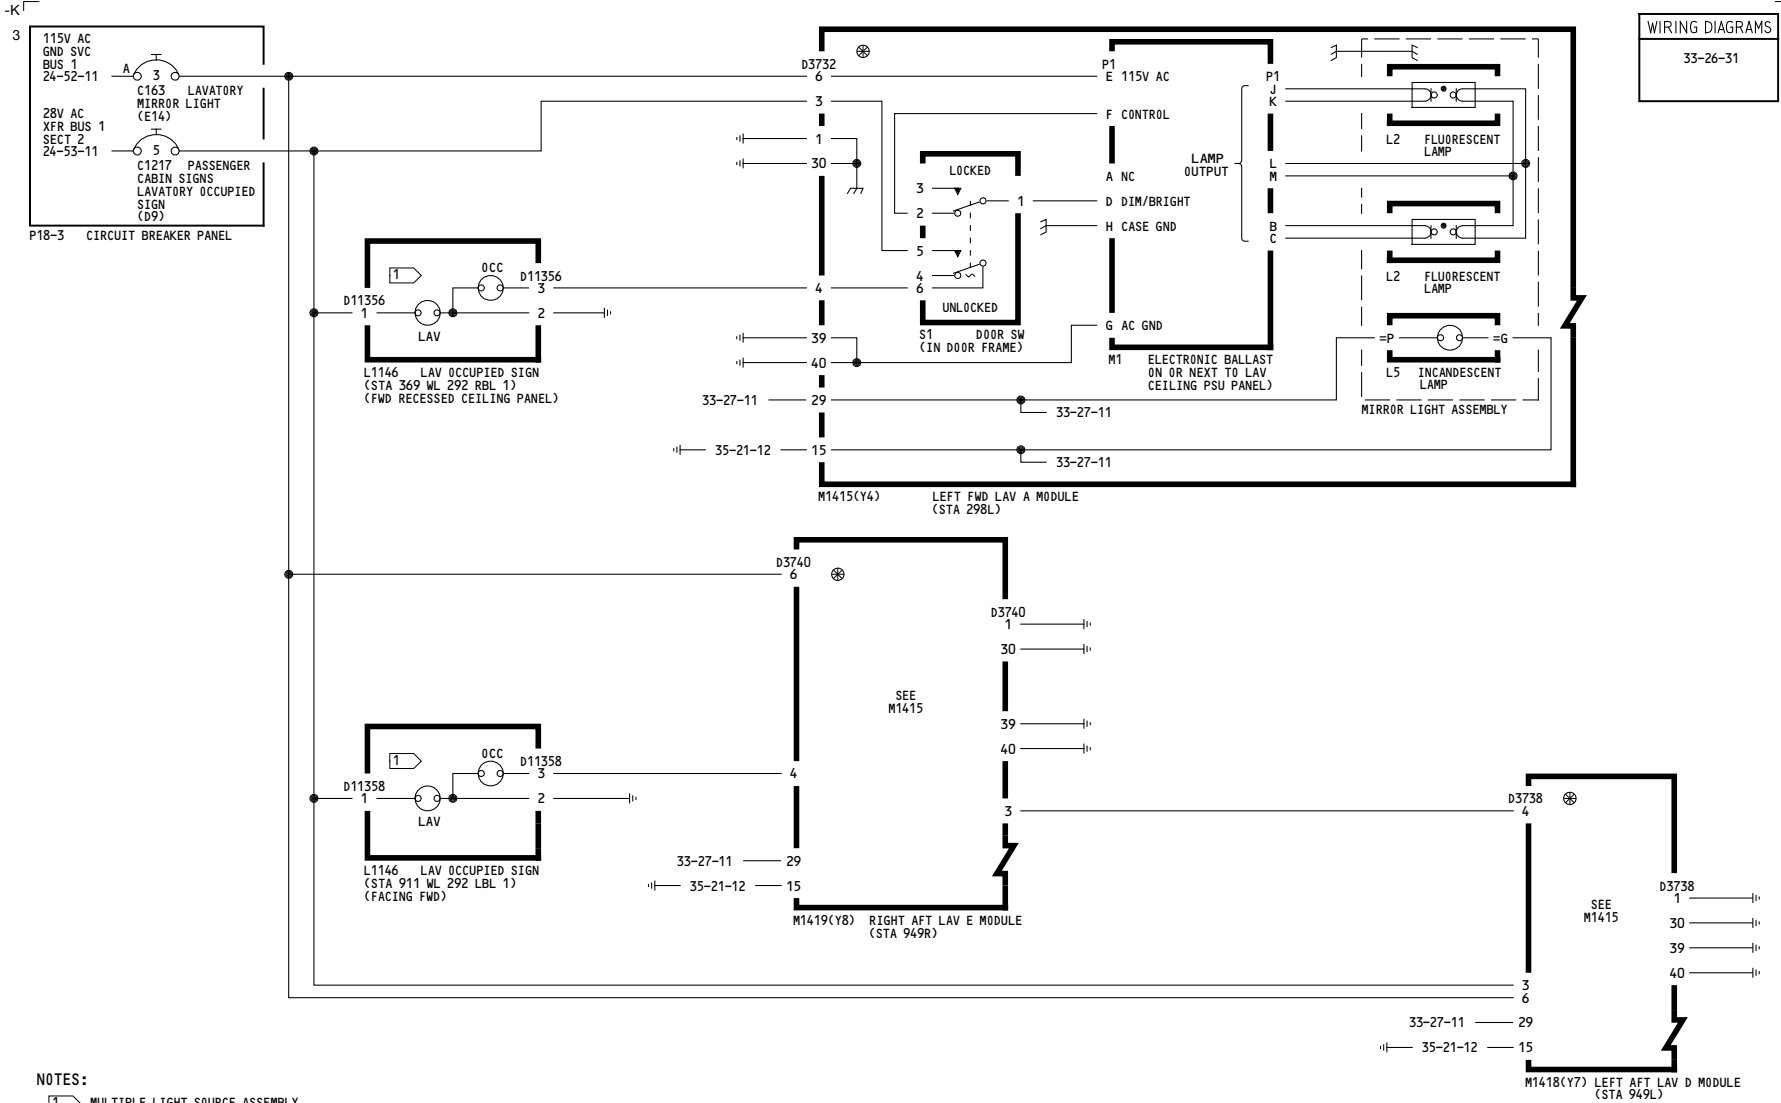 -K
3
WIRING DIAGRAMS
33-26-31
115V AC
GND SVC
BUS 1
24-52-11
A
3
C163 LAVATORY
MIRROR LIGHT
(E14)
28V AC
XFR BUS 1
SECT 2
24-53-11
5
C1217 PASSENGER
CABIN SIGNS
LAVATORY OCCUPIED
SIGN
(D9)
P18-3 CIRCUIT BREAKER PANEL
D3732
6
3
1
30
4
39
40
29
15
33-27-11
35-21-12
33-27-11
33-27-11
LOCKED
3
2
5
4
6
1
UNLOCKED
S1 DOOR SW
(IN DOOR FRAME)
P1
E 115V AC
F CONTROL
A NC
D DIM/BRIGHT
H CASE GND
G AC GND
LAMP
OUTPUT
P1
J
K
L
M
B
C
M1 ELECTRONIC BALLAST
ON OR NEXT TO LAV
CEILING PSU PANEL)
L2 FLUORESCENT
LAMP
L2 FLUORESCENT
LAMP
=P
=G
L5 INCANDESCENT
LAMP
MIRROR LIGHT ASSEMBLY
M1415(Y4) LEFT FWD LAV A MODULE
(STA 298L)
1
OCC
D11356
3
D11356
1
2
LAV
L1146 LAV OCCUPIED SIGN
(STA 369 WL 292 RBL 1)
(FWD RECESSED CEILING PANEL)
D3740
6
D3740
1
30
SEE
M1415
39
40
4
3
33-27-11
29
35-21-12
15
M1419(Y8) RIGHT AFT LAV E MODULE
(STA 949R)
1
OCC
D11358
3
D11358
1
2
LAV
L1146 LAV OCCUPIED SIGN
(STA 911 WL 292 LBL 1)
(FACING FWD)
D3738
4
D3738
1
SEE
M1415
30
39
40
3
6
33-27-11
29
35-21-12
15
M1418(Y7) LEFT AFT LAV D MODULE
(STA 949L)
NOTES:
1 MULTIPLE LIGHT SOURCE ASSEMBLY